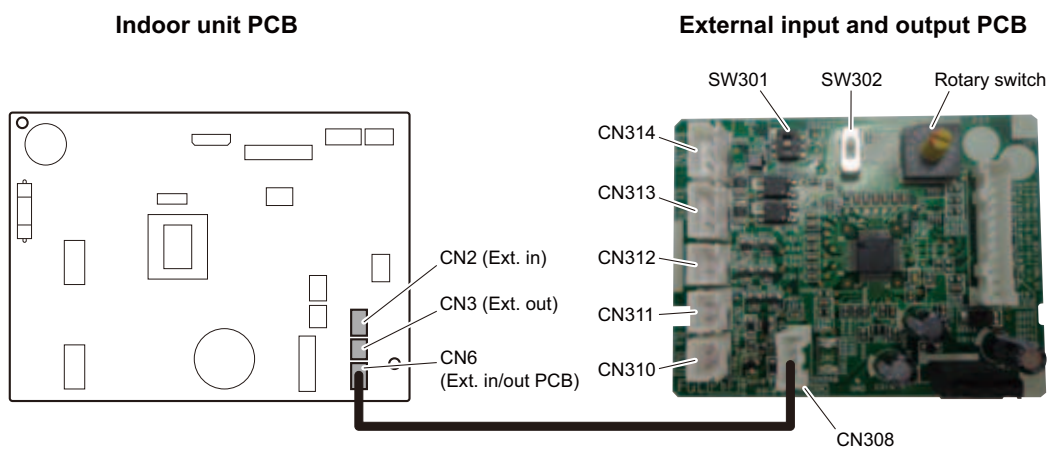 Indoor unit PCB
External input and output PCB
SW301
SW302
Rotary switch
CN314
CN313
CN312
CN311
CN310
CN308
CN2 (Ext. in)
CN3 (Ext. out)
CN6
(Ext. in/out PCB)